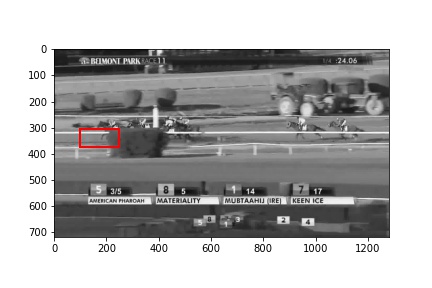 0
100
200
300
400
500
600
700
BELMONT PARK RACE 11
1/4 :24.06
5 3/5 8 5 1 14 7 17
AMERICAN PHAROAH MATERIALITY MUBTAAHIJ (IRE) KEEN ICE
5 8 1 3 2 4
0 200 400 600 800 1000 1200